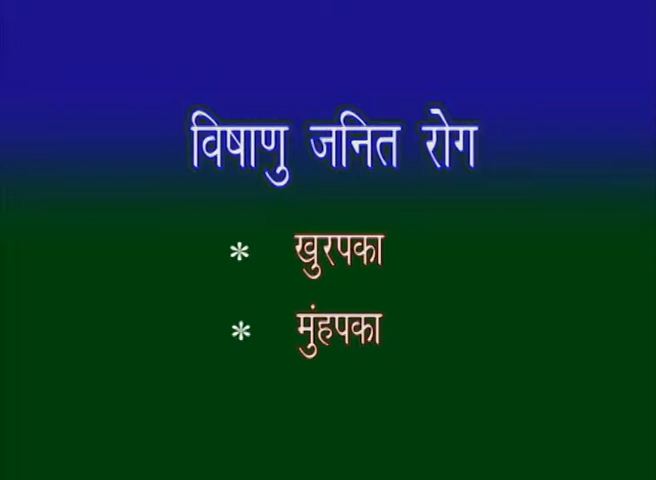 विषाणु जनित रोग
* खुरपका
* मुंहपका